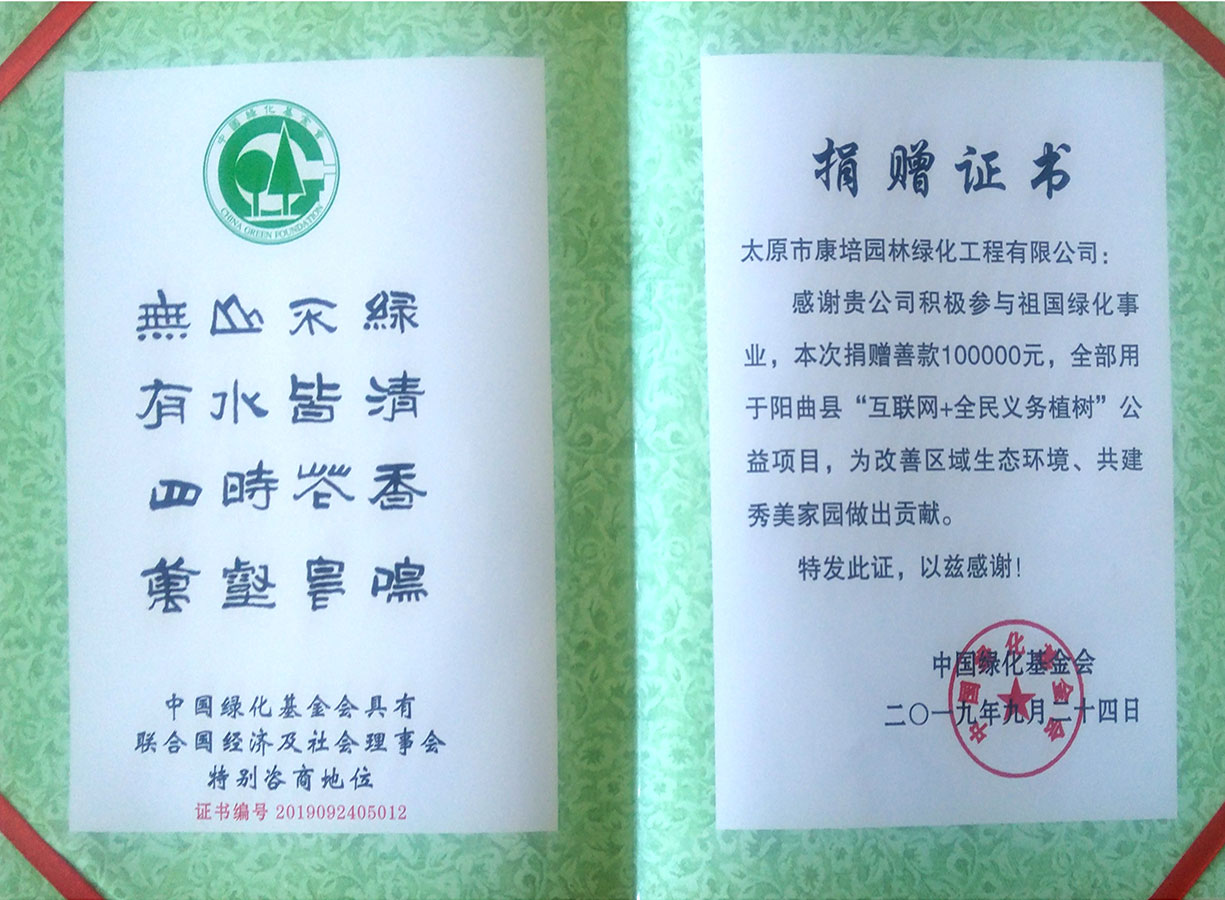 中國綠化基金會
CHINA GREEN FOUNDATION
無山不綠
有水皆清
四時花香
萬壑鳥鳴
中国绿化基金会具有
联合国经济及社会理事会
特别咨商地位
证书编号 2019092405012
捐赠证书
太原市康培园林绿化工程有限公司：
感谢贵公司积极参与祖国绿化事
业，本次捐赠善款100000元，全部用
于阳曲县“互联网+全民义务植树”公
益项目，为改善区域生态环境、共建
秀美家园做出贡献。
特发此证，以兹感谢！
中国绿化基金会
二〇一九年九月二十四日